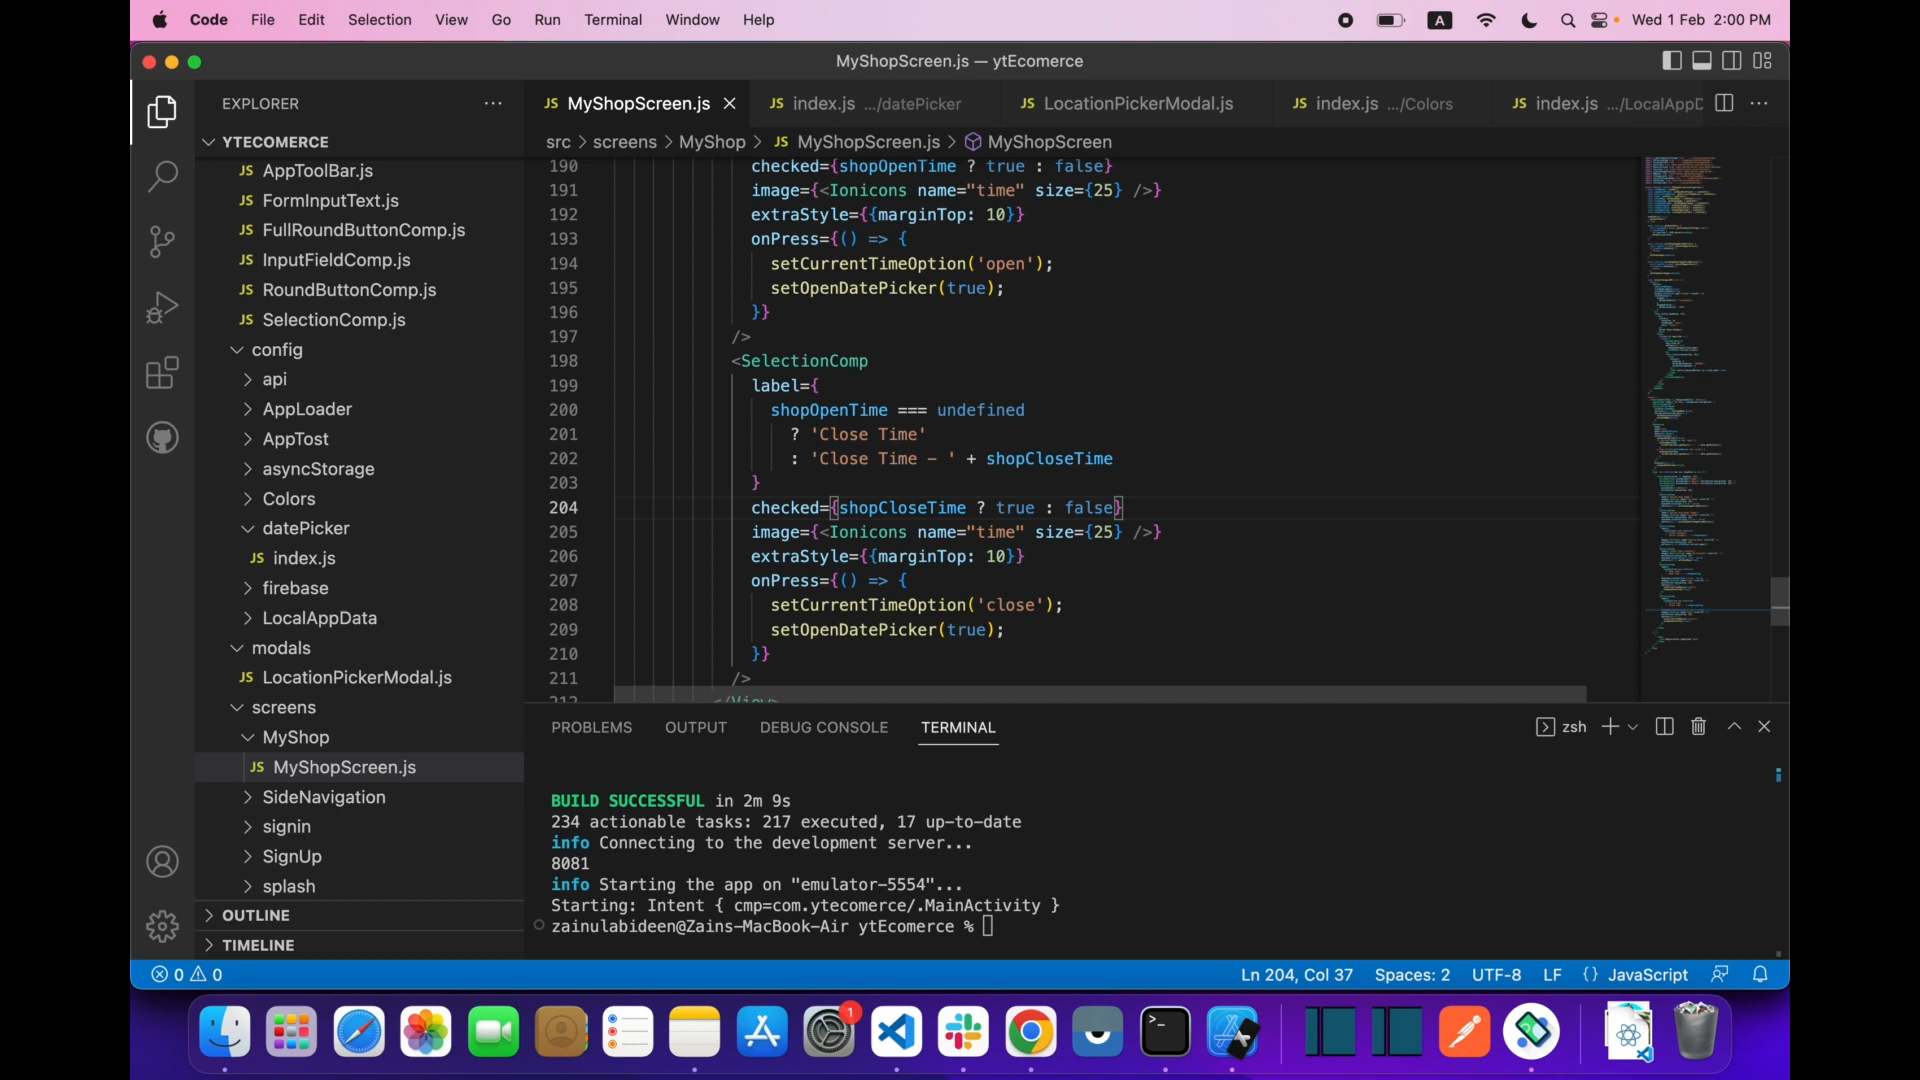 Code File Edit Selection View Go Run Terminal Window Help A Wed 1 Feb 2:00 PM
MyShopScreen.js — ytEcomerce
EXPLORER
JS MyShopScreen.js JS index.js .../datePicker JS LocationPickerModal.js JS index.js .../Colors JS index.js .../LocalAppD
YTECOMERCE
src > screens > MyShop > JS MyShopScreen.js > MyShopScreen
JS AppToolBar.js
JS FormInputText.js
JS FullRoundButtonComp.js
JS InputFieldComp.js
JS RoundButtonComp.js
JS SelectionComp.js
config
api
AppLoader
AppTost
asyncStorage
Colors
datePicker
JS index.js
firebase
LocalAppData
modals
JS LocationPickerModal.js
screens
MyShop
JS MyShopScreen.js
SideNavigation
signin
SignUp
splash
OUTLINE
TIMELINE
190 checked={shopOpenTime ? true : false}
191 image={<Ionicons name="time" size={25} />}
192 extraStyle={{marginTop: 10}}
193 onPress={() => {
194 setCurrentTimeOption('open');
195 setOpenDatePicker(true);
196 }}
197 />
198 <SelectionComp
199 label={
200 shopOpenTime === undefined
201 ? 'Close Time'
202 : 'Close Time - ' + shopCloseTime
203 }
204 checked={shopCloseTime ? true : false}
205 image={<Ionicons name="time" size={25} />}
206 extraStyle={{marginTop: 10}}
207 onPress={() => {
208 setCurrentTimeOption('close');
209 setOpenDatePicker(true);
210 }}
211 />
212 </View>
PROBLEMS OUTPUT DEBUG CONSOLE TERMINAL zsh
BUILD SUCCESSFUL in 2m 9s
234 actionable tasks: 217 executed, 17 up-to-date
info Connecting to the development server...
8081
info Starting the app on "emulator-5554"...
Starting: Intent { cmp=com.ytecomerce/.MainActivity }
zainulabideen@Zains-MacBook-Air ytEcomerce %
0 0 Ln 204, Col 37 Spaces: 2 UTF-8 LF {} JavaScript
1